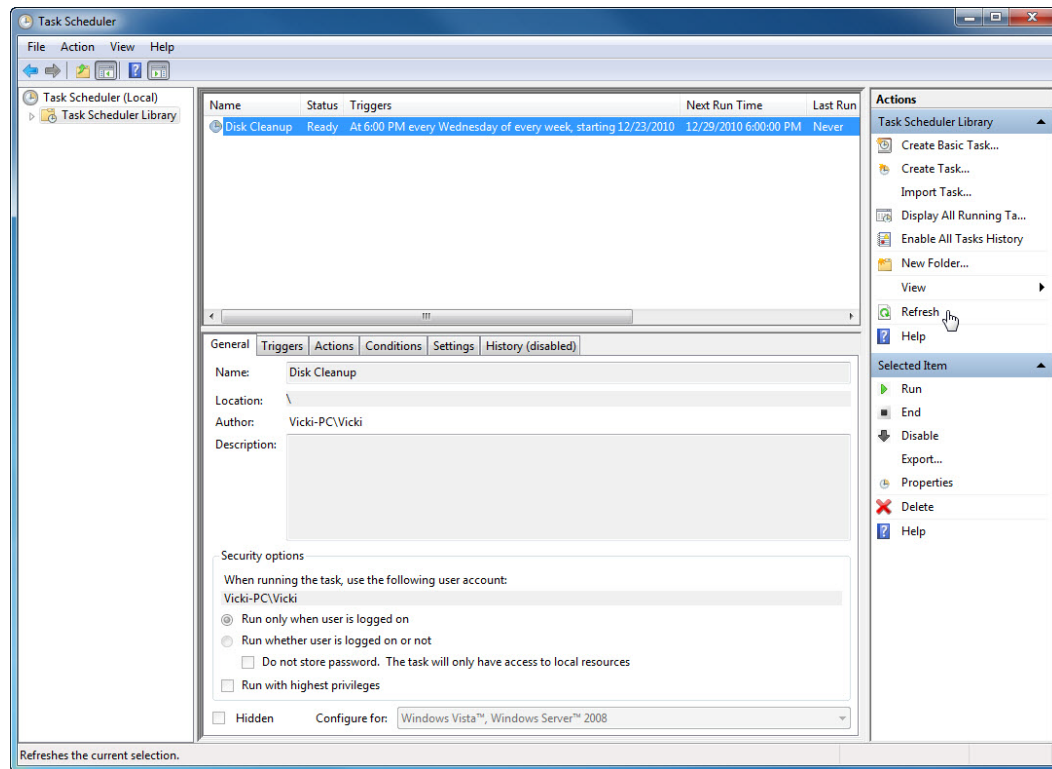 Task Scheduler
File Action View Help
Task Scheduler (Local)
Task Scheduler Library
Name Status Triggers Next Run Time Last Run
Disk Cleanup Ready At 6:00 PM every Wednesday of every week, starting 12/23/2010 12/29/2010 6:00:00 PM Never
General Triggers Actions Conditions Settings History (disabled)
Name: Disk Cleanup
Location: \
Author: Vicki-PC\Vicki
Description:
Security options
When running the task, use the following user account:
Vicki-PC\Vicki
Run only when user is logged on
Run whether user is logged on or not
Do not store password. The task will only have access to local resources
Run with highest privileges
Hidden Configure for: Windows Vista™, Windows Server™ 2008
Actions
Task Scheduler Library
Create Basic Task...
Create Task...
Import Task...
Display All Running Ta...
Enable All Tasks History
New Folder...
View
Refresh
Help
Selected Item
Run
End
Disable
Export...
Properties
Delete
Help
Refreshes the current selection.